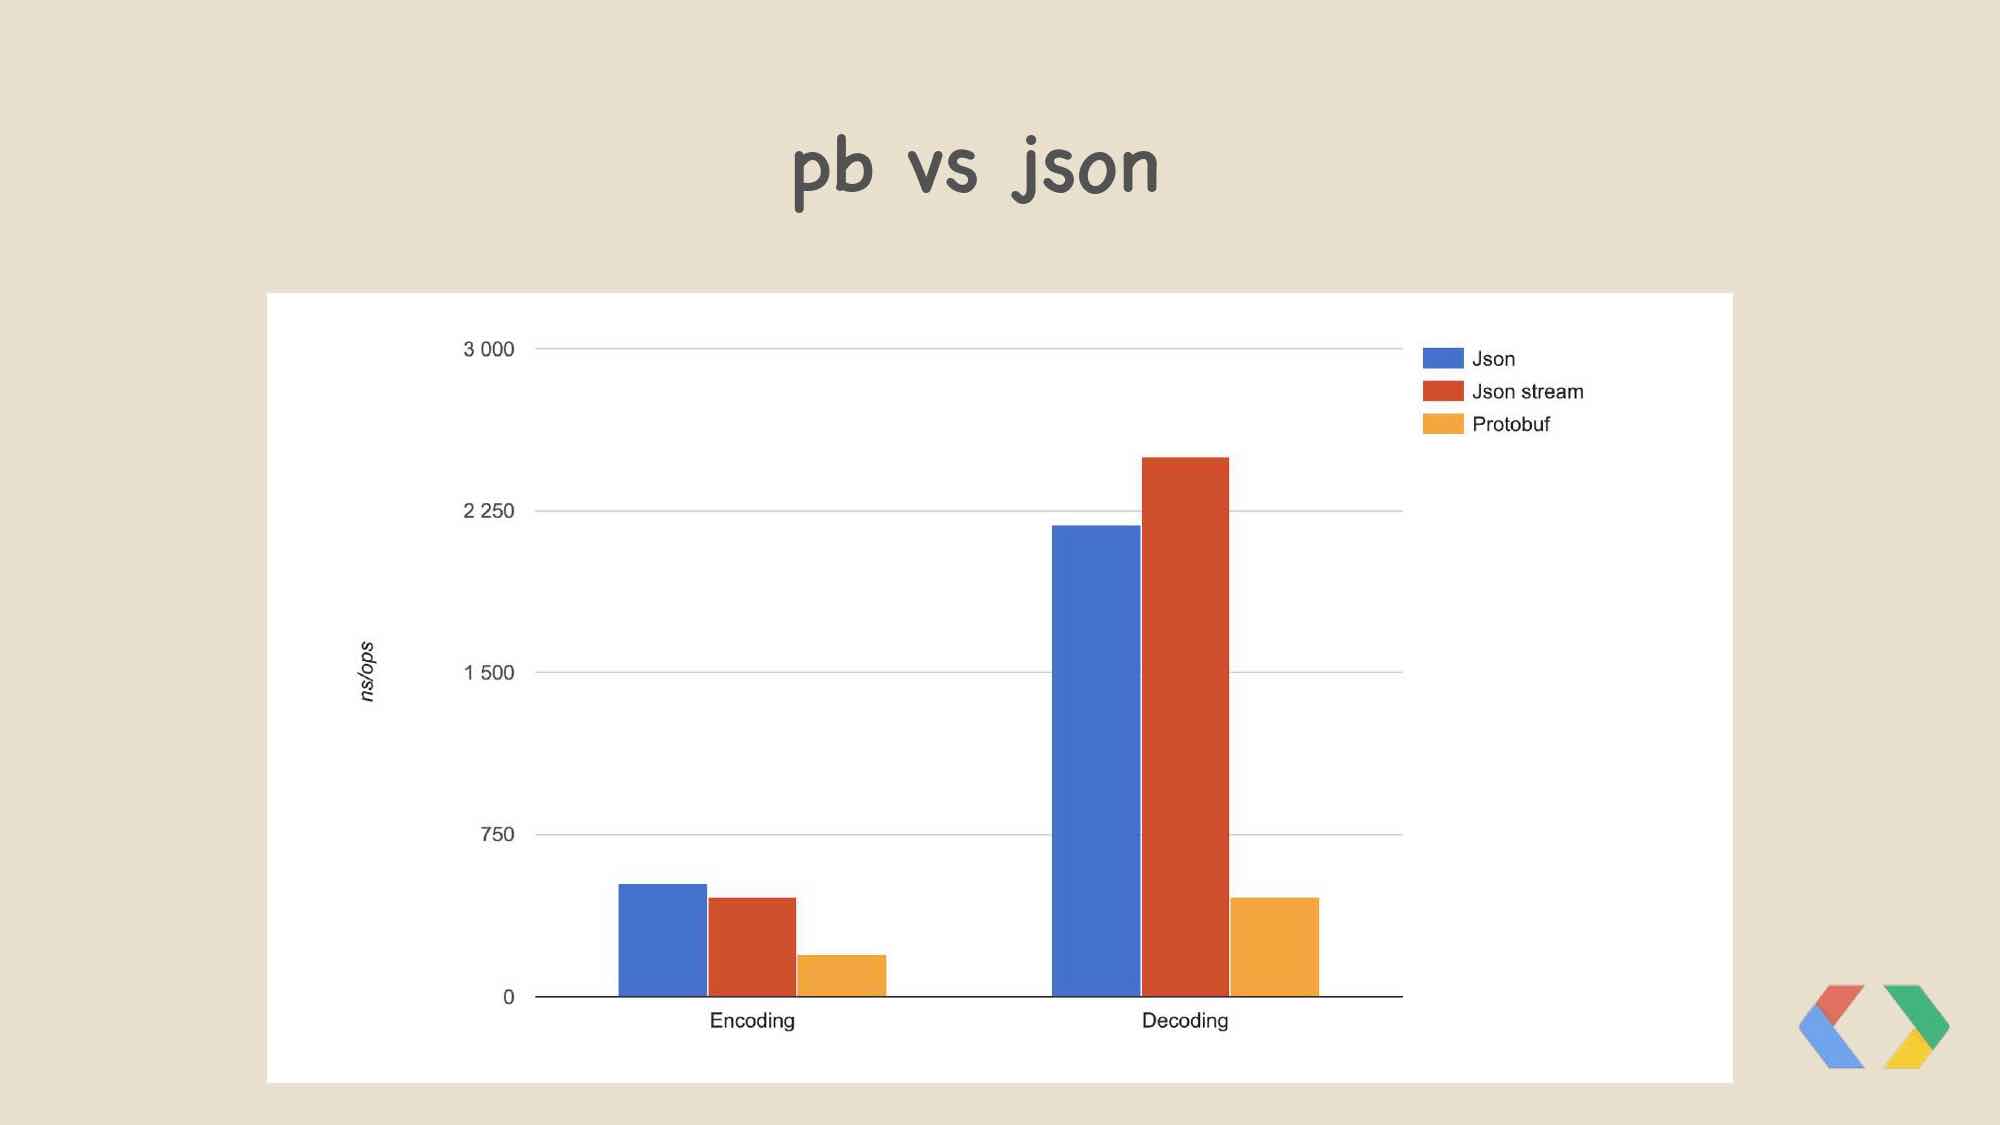 pb vs json
3 000
2 250
1 500
750
0
ns/ops
Json
Json stream
Protobuf
Encoding
Decoding